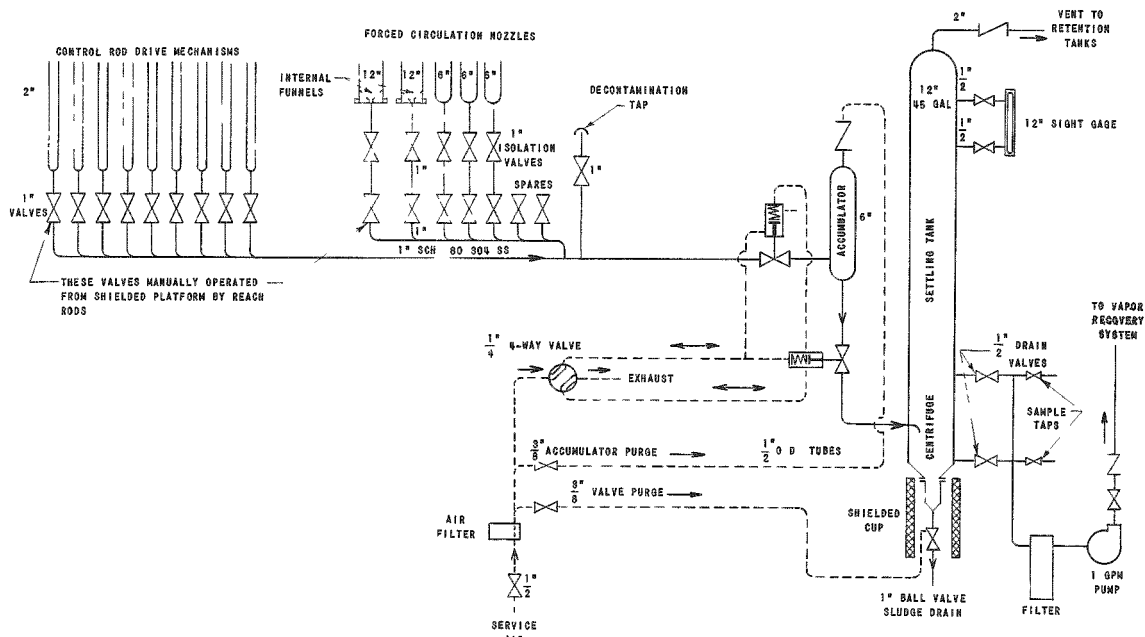 2"
VENT TO
RETENTION
TANKS
CONTROL ROD DRIVE MECHANISMS
FORCED CIRCULATION NOZZLES
2"
INTERNAL
FUNNELS
12"
12"
6"
6"
6"
DECONTAMINATION
TAP
12"
45 GAL
1/2"
1/2"
12" SIGHT GAGE
1"
ISOLATION
VALVES
1"
SPARES
1"
1"
VALVES
1"
1" SCH 80 304 SS
ACCUMULATOR
6"
SETTLING TANK
THESE VALVES MANUALLY OPERATED
FROM SHIELDED PLATFORM BY REACH
RODS
TO VAPOR
RECOVERY
SYSTEM
1/4" 4-WAY VALVE
EXHAUST
1/2" DRAIN
VALVES
SAMPLE
TAPS
CENTRIFUGE
3/8" ACCUMULATOR PURGE
1/2" O D TUBES
3/8" VALVE PURGE
AIR
FILTER
SHIELDED
CUP
1/2"
1" BALL VALVE
SLUDGE DRAIN
FILTER
1 GPM
PUMP
SERVICE